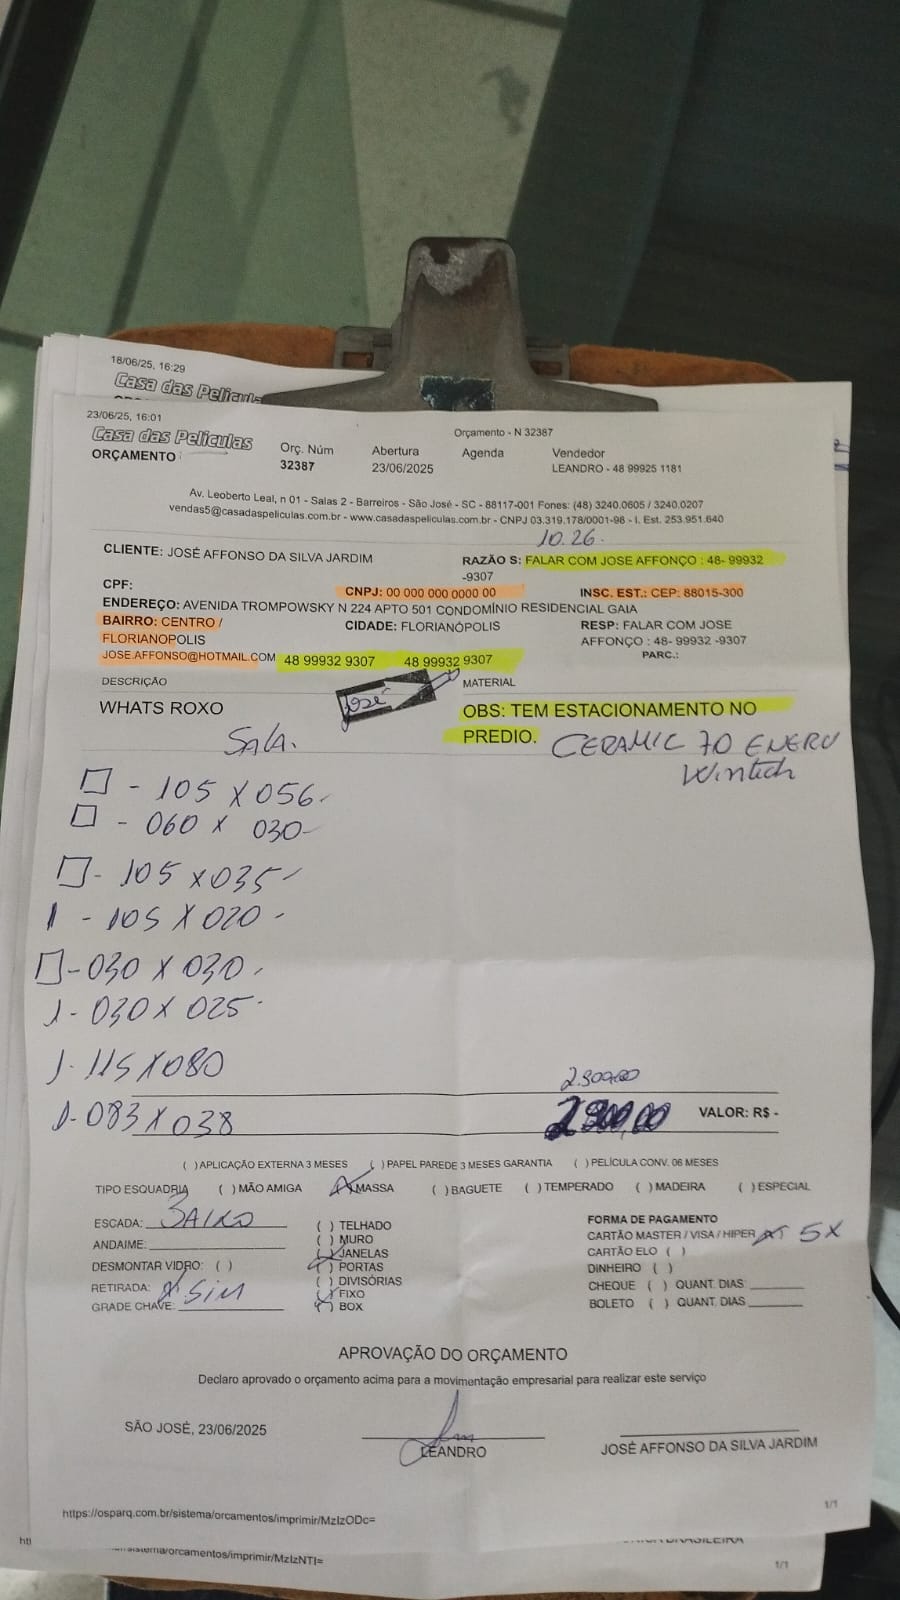 18/06/25, 16:29
Casa das Películas
23/06/25, 16:01
Orçamento - N 32387
Casa das Películas
ORÇAMENTO
Orç. Núm
32387
Abertura
23/06/2025
Agenda
Vendedor
LEANDRO - 48 99925 1181
Av. Leoberto Leal, n 01 - Salas 2 - Barreiros - São José - SC - 88117-001 Fones: (48) 3240.0605 / 3240.0207
vendas5@casadaspeliculas.com.br - www.casadaspeliculas.com.br - CNPJ 03.319.178/0001-98 - I. Est. 253.951.640
10.26.
CLIENTE: JOSÉ AFFONSO DA SILVA JARDIM
RAZÃO S: FALAR COM JOSE AFFONÇO : 48- 99932
-9307
CPF:
CNPJ: 00 000 000 0000 00
INSC. EST.: CEP: 88015-300
ENDEREÇO: AVENIDA TROMPOWSKY N 224 APTO 501 CONDOMÍNIO RESIDENCIAL GAIA
BAIRRO: CENTRO /
FLORIANOPOLIS
CIDADE: FLORIANÓPOLIS
RESP: FALAR COM JOSE
AFFONÇO : 48- 99932 -9307
JOSE.AFFONSO@HOTMAIL.COM 48 99932 9307 48 99932 9307
PARC.:
DESCRIÇÃO
MATERIAL
WHATS ROXO
José
OBS: TEM ESTACIONAMENTO NO
PREDIO.
Sala.
CERAMIC 70 ENERU
Wintech
- 105 X 056-
- 060 X 030-
- 105 X 035-
1 - 105 X 020 -
- 030 X 030.
1- 030 X 025-
1- 115 X 080
1- 083 X 038
VALOR: R$ -
( )APLICAÇÃO EXTERNA 3 MESES ( )PAPEL PAREDE 3 MESES GARANTIA ( )PELÍCULA CONV. 06 MESES
TIPO ESQUADRIA ( )MÃO AMIGA (X)MASSA ( )BAGUETE ( )TEMPERADO ( )MADEIRA ( )ESPECIAL
ESCADA: BAIXO
ANDAIME:
DESMONTAR VIDRO: ( )
RETIRADA: X SIM
GRADE CHAVE:
( ) TELHADO
( ) MURO
(X) JANELAS
(X) PORTAS
( ) DIVISÓRIAS
(X) FIXO
(X) BOX
FORMA DE PAGAMENTO
CARTÃO MASTER / VISA / HIPER (X) 5X
CARTÃO ELO ( )
DINHEIRO ( )
CHEQUE ( ) QUANT. DIAS:
BOLETO ( ) QUANT. DIAS
APROVAÇÃO DO ORÇAMENTO
Declaro aprovado o orçamento acima para a movimentação empresarial para realizar este serviço
SÃO JOSÉ, 23/06/2025
LEANDRO
JOSÉ AFFONSO DA SILVA JARDIM
https://osparq.com.br/sistema/orcamentos/imprimir/MzIzODc=
1/1
/orcamentos/imprimir/MzIzNTI=
1/1